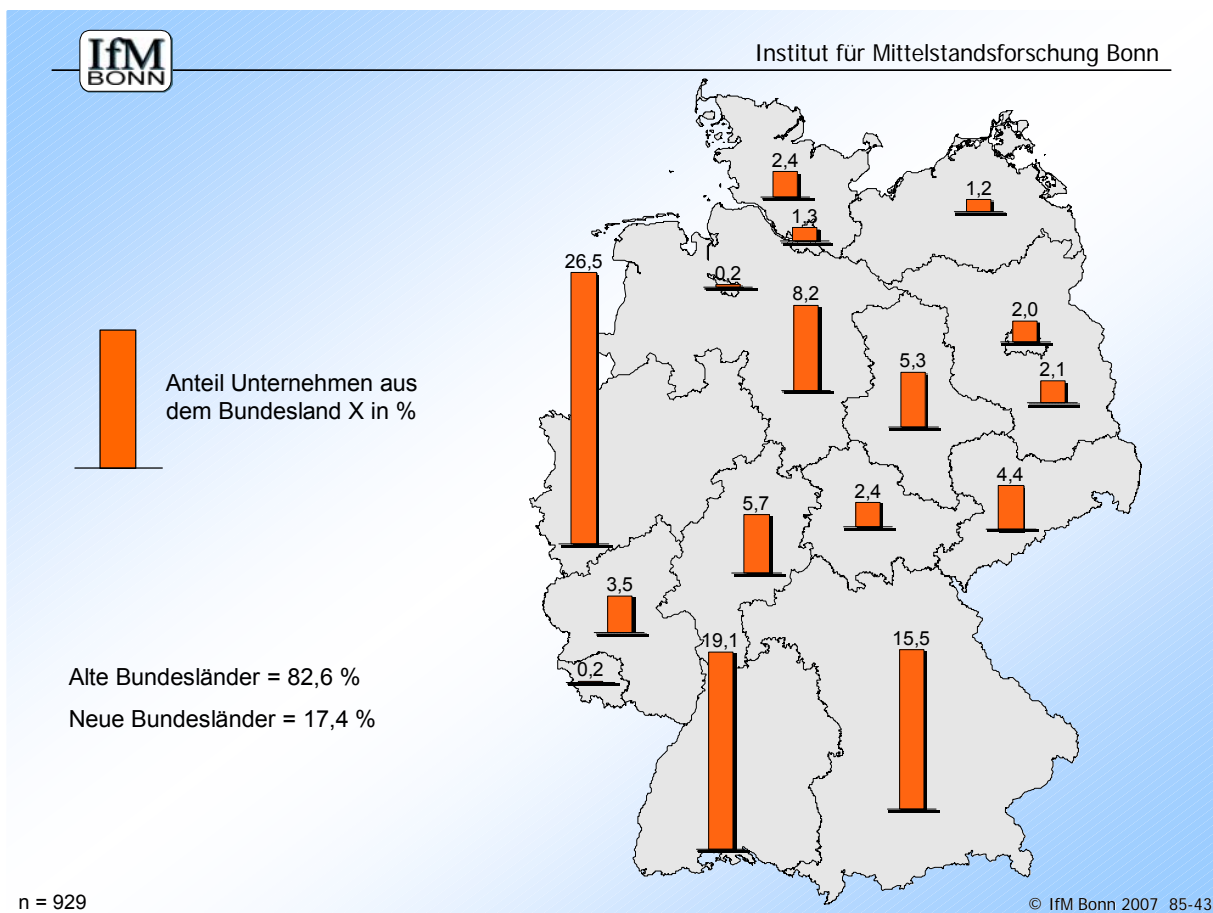 IfM
BONN
Institut für Mittelstandsforschung Bonn
2,4
1,2
1,3
26,5
0,2
8,2
2,0
5,3
2,1
Anteil Unternehmen aus
dem Bundesland X in %
4,4
5,7
2,4
3,5
19,1
15,5
0,2
Alte Bundesländer = 82,6 %
Neue Bundesländer = 17,4 %
n = 929
© IfM Bonn 2007 85-43